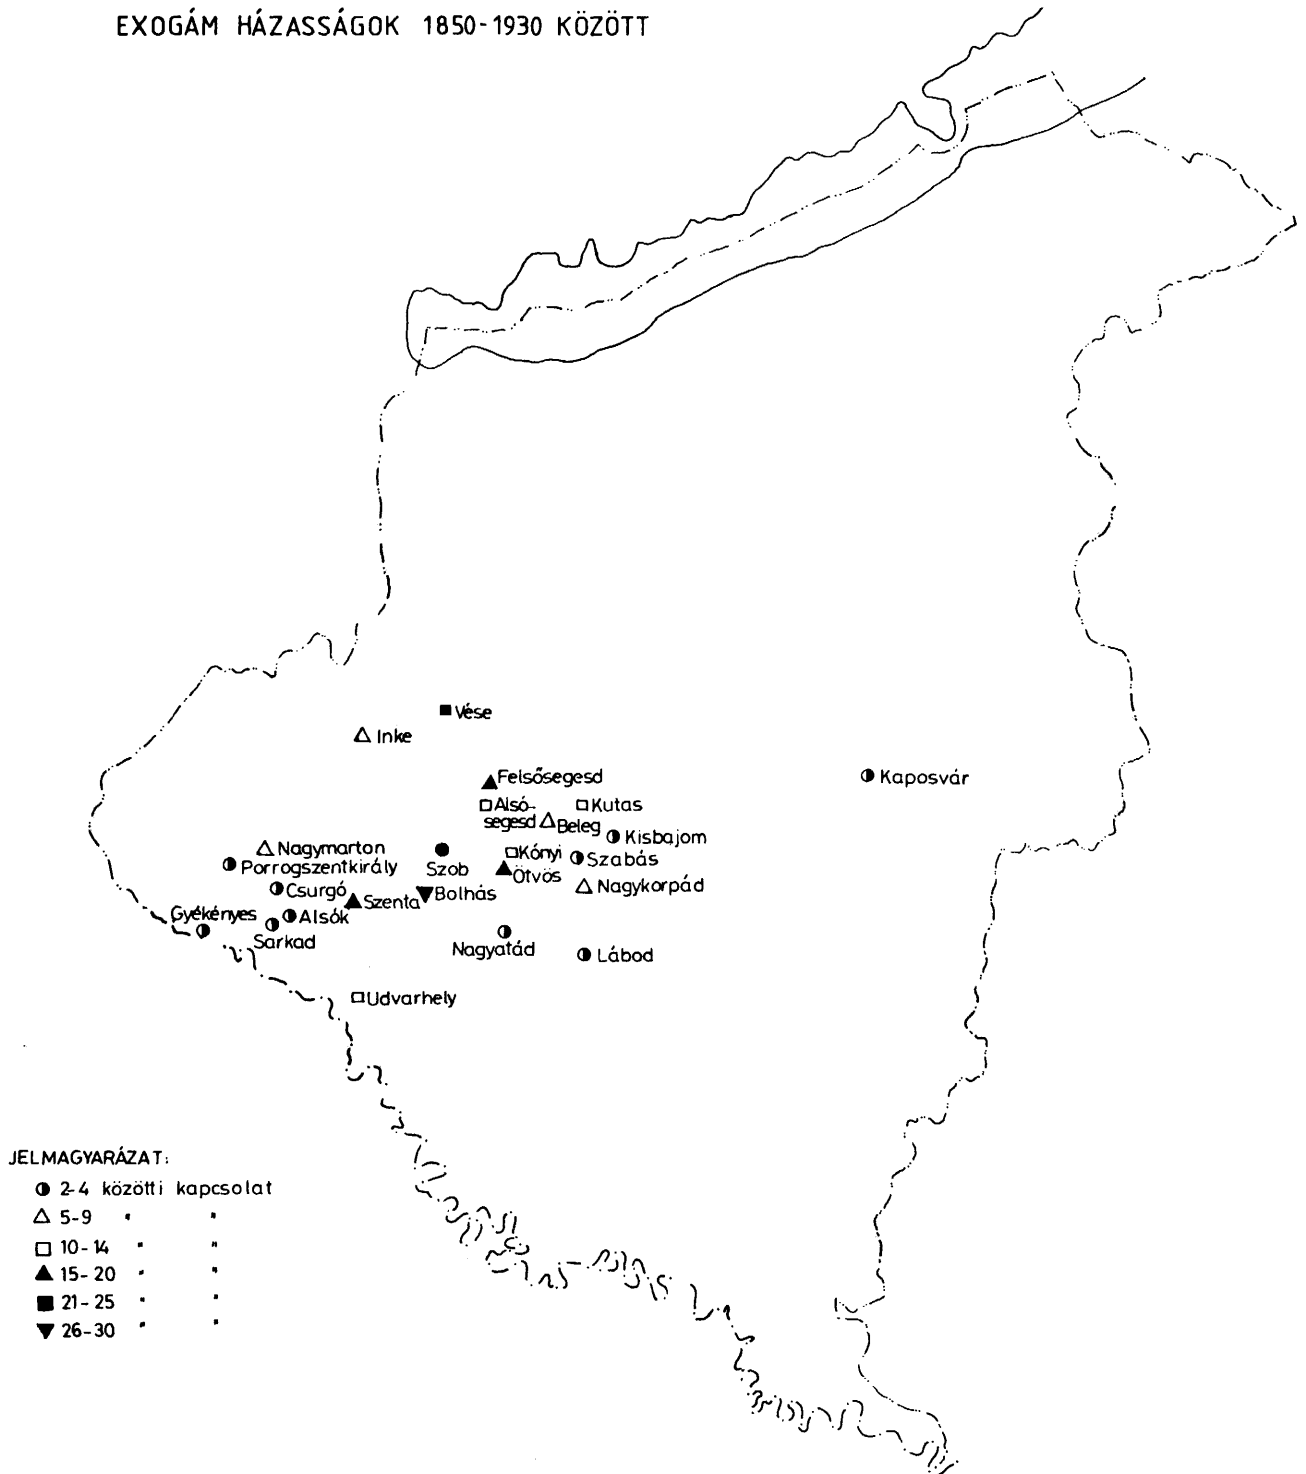 EXOGÁM HÁZASSÁGOK 1850-1930 KÖZÖTT
Vése
Inke
Felsősegesd
Kaposvár
Alsó-
segesd
Kutas
Beleg
Kisbajom
Nagymarton
Kónyi
Szabás
Porrogszentkirály
Szob
Ötvös
Csurgó
Nagykorpád
Szenta
Bolhás
Gyékényes
Alsók
Sarkad
Nagyatád
Lábod
Udvarhely
JELMAGYARÁZAT:
2-4 közötti kapcsolat
5-9 " "
10-14 " "
15-20 " "
21-25 " "
26-30 " "